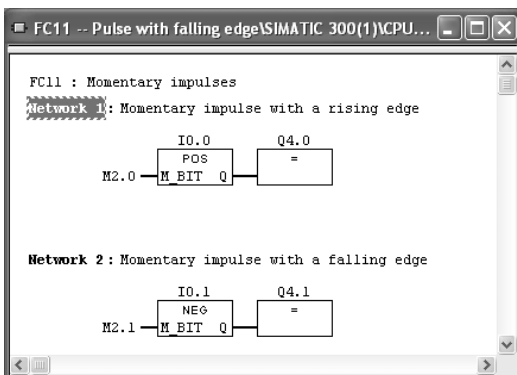 FC11 -- Pulse with falling edge\SIMATIC 300(1)\CPU...
FC11 : Momentary impulses
Network 1: Momentary impulse with a rising edge
I0.0 Q4.0
POS =
M2.0 M_BIT Q
Network 2: Momentary impulse with a falling edge
I0.1 Q4.1
NEG =
M2.1 M_BIT Q